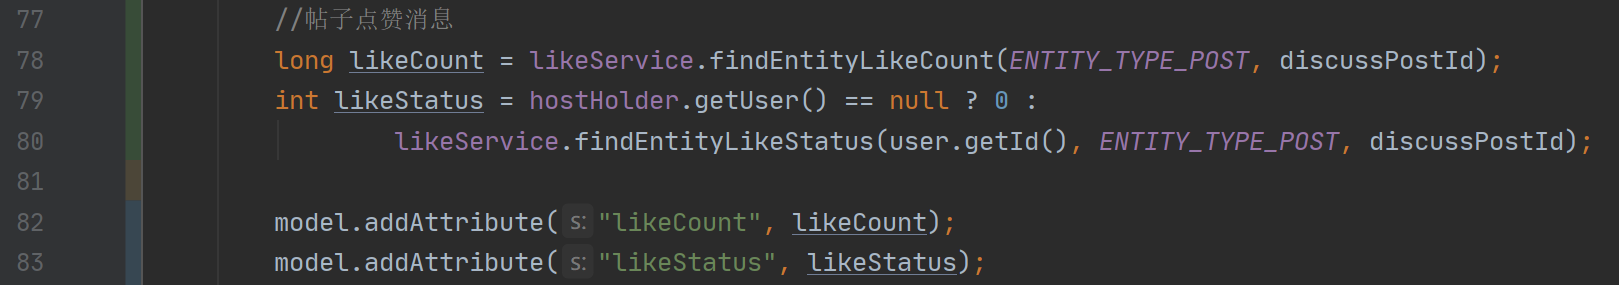 77 //帖子点赞消息
78 long likeCount = likeService.findEntityLikeCount(ENTITY_TYPE_POST, discussPostId);
79 int likeStatus = hostHolder.getUser() == null ? 0 :
80 likeService.findEntityLikeStatus(user.getId(), ENTITY_TYPE_POST, discussPostId);
81
82 model.addAttribute( s: "likeCount", likeCount);
83 model.addAttribute( s: "likeStatus", likeStatus);